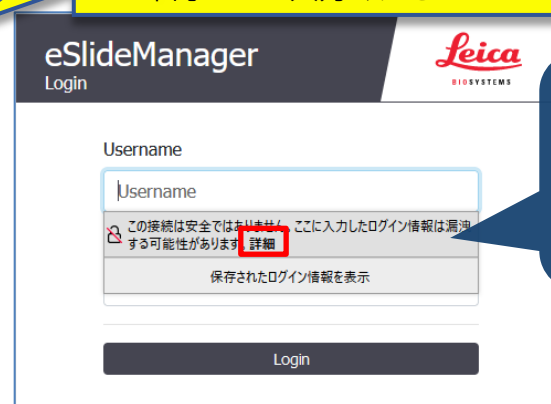 eSlideManager
Login
Leica
BIOSYSTEMS
Username
Username
この接続は安全ではありません。ここに入力したログイン情報は漏洩
する可能性があります。詳細
保存されたログイン情報を表示
Login